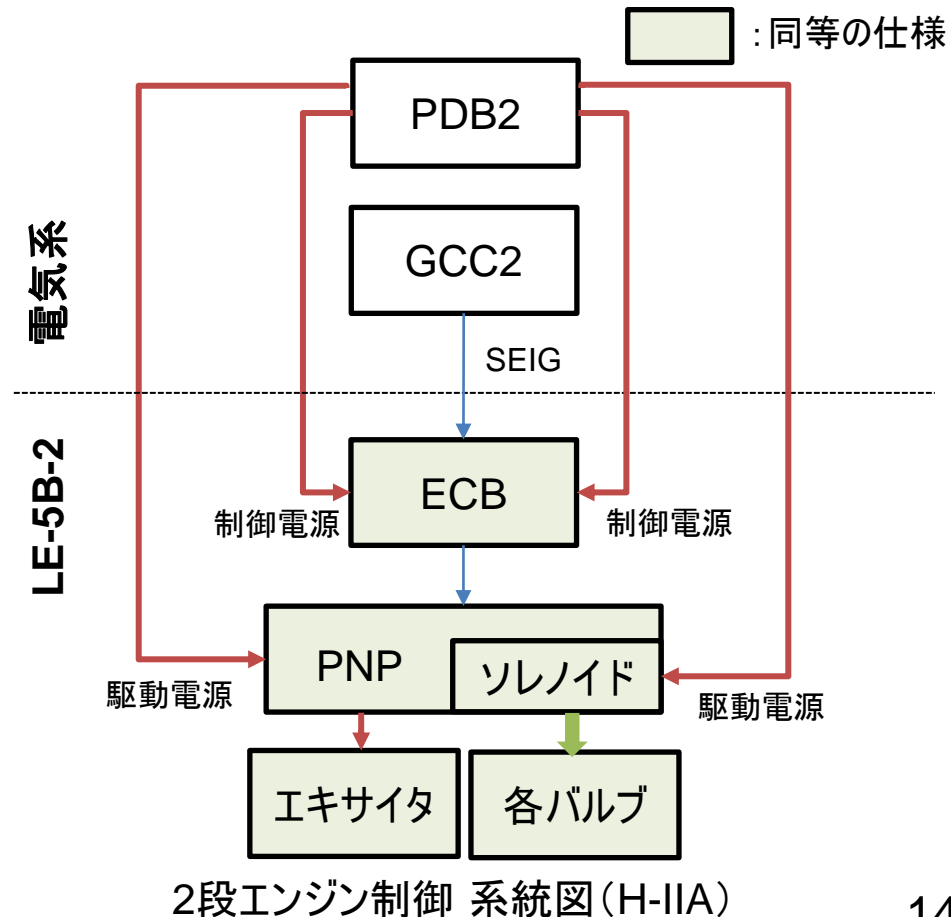 ：同等の仕様
PDB2
GCC2
電気系
SEIG
LE-5B-2
ECB
制御電源
制御電源
PNP
ソレノイド
駆動電源
駆動電源
エキサイタ
各バルブ
2段エンジン制御 系統図（H-IIA）
14